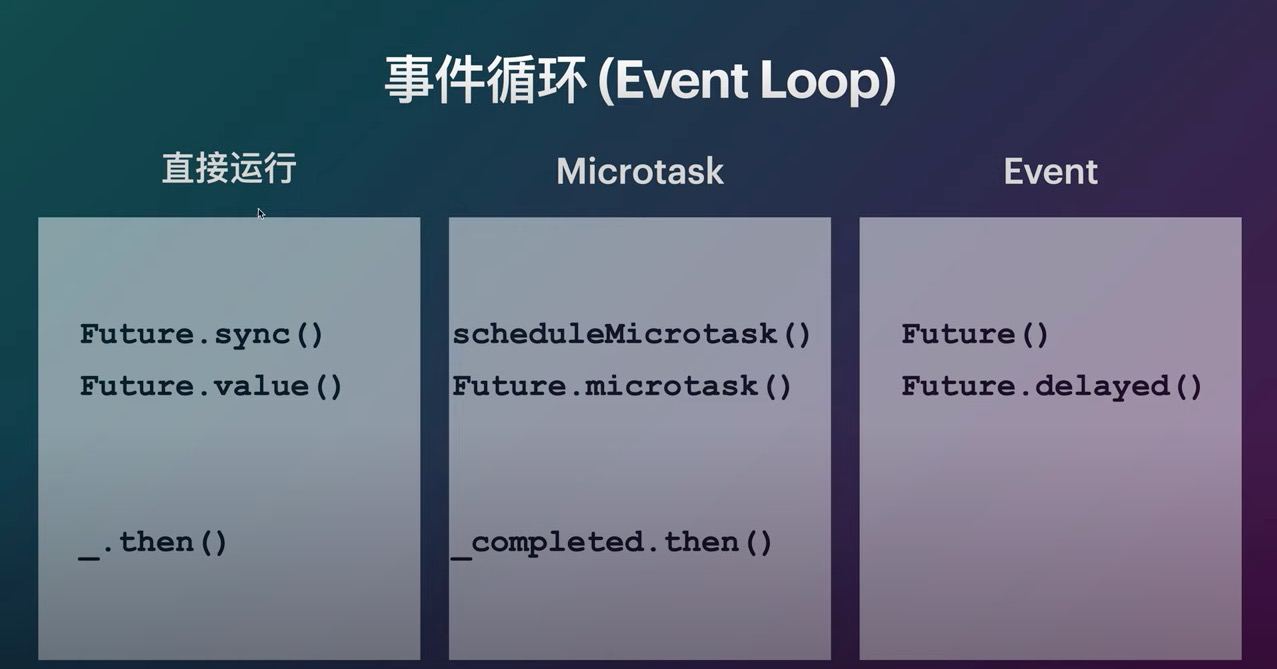 事件循环 (Event Loop)
直接运行
Future.sync()
Future.value()
_.then()
Microtask
scheduleMicrotask()
Future.microtask()
_completed.then()
Event
Future()
Future.delayed()